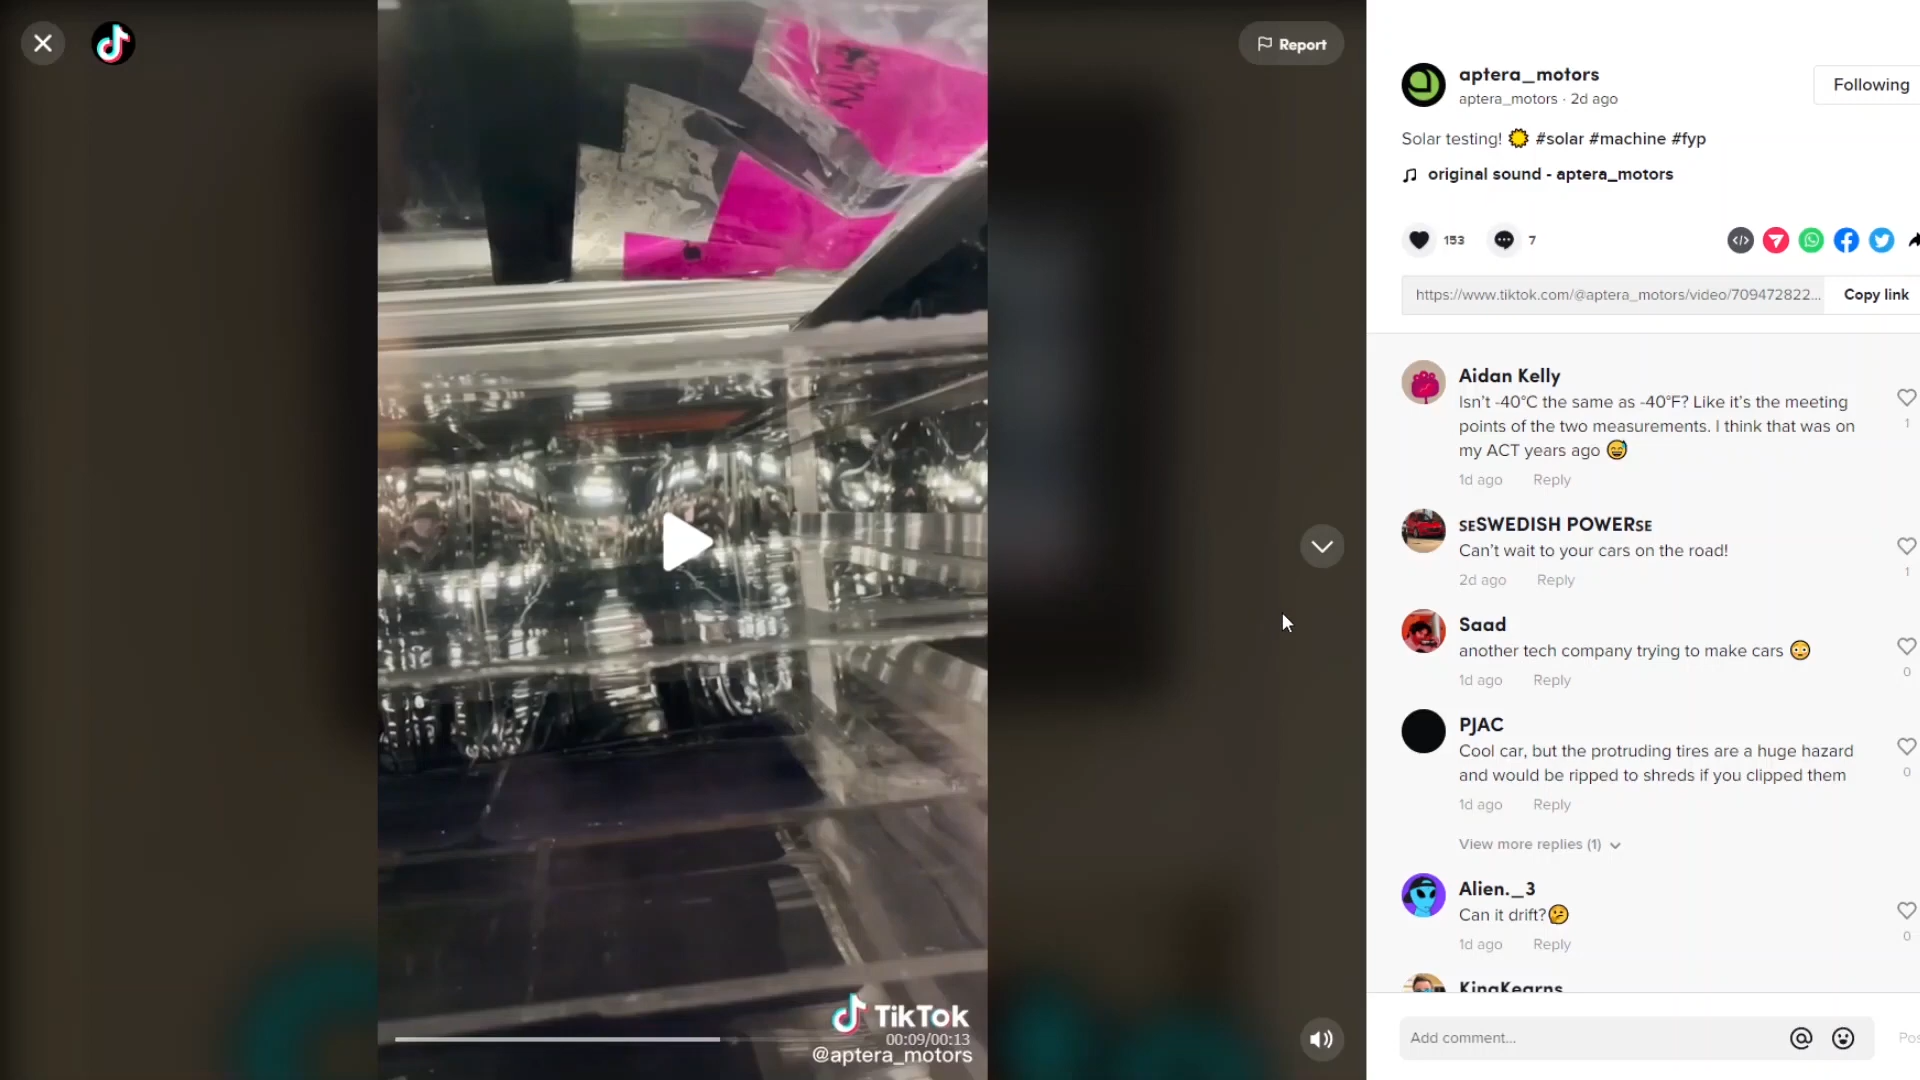 Report
aptera_motors
aptera_motors · 2d ago
Following
Solar testing! #solar #machine #fyp
original sound - aptera_motors
153
7
https://www.tiktok.com/@aptera_motors/video/709472822...
Copy link
Aidan Kelly
Isn't -40°C the same as -40°F? Like it's the meeting
points of the two measurements. I think that was on
my ACT years ago
1
1d ago Reply
SESWEDISH POWERSE
Can't wait to your cars on the road!
1
2d ago Reply
Saad
another tech company trying to make cars
0
1d ago Reply
PJAC
Cool car, but the protruding tires are a huge hazard
and would be ripped to shreds if you clipped them
0
1d ago Reply
View more replies (1)
Alien._3
Can it drift?
0
1d ago Reply
KingKearns
Add comment...
TikTok
00:09/00:13
@aptera_motors